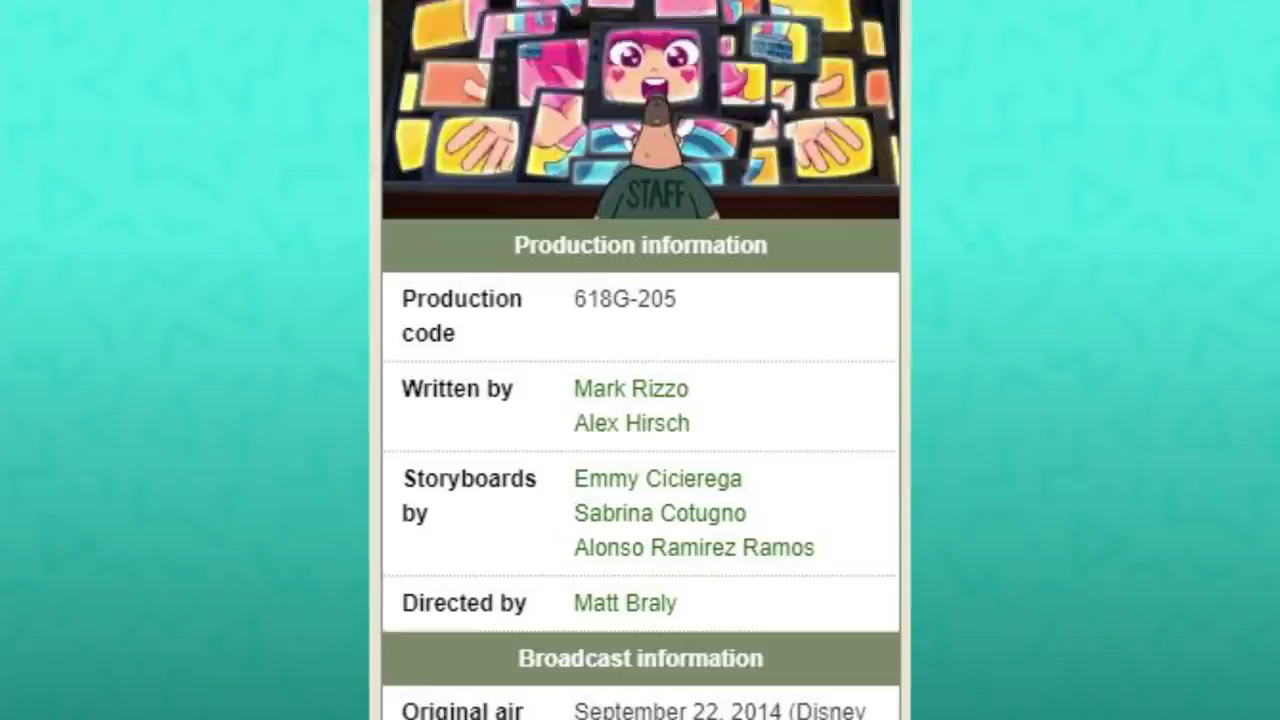 STAFF
Production information
Production 618G-205
code
Written by Mark Rizzo
Alex Hirsch
Storyboards Emmy Cicierega
by Sabrina Cotugno
Alonso Ramirez Ramos
Directed by Matt Braly
Broadcast information
Original air September 22, 2014 (Disney